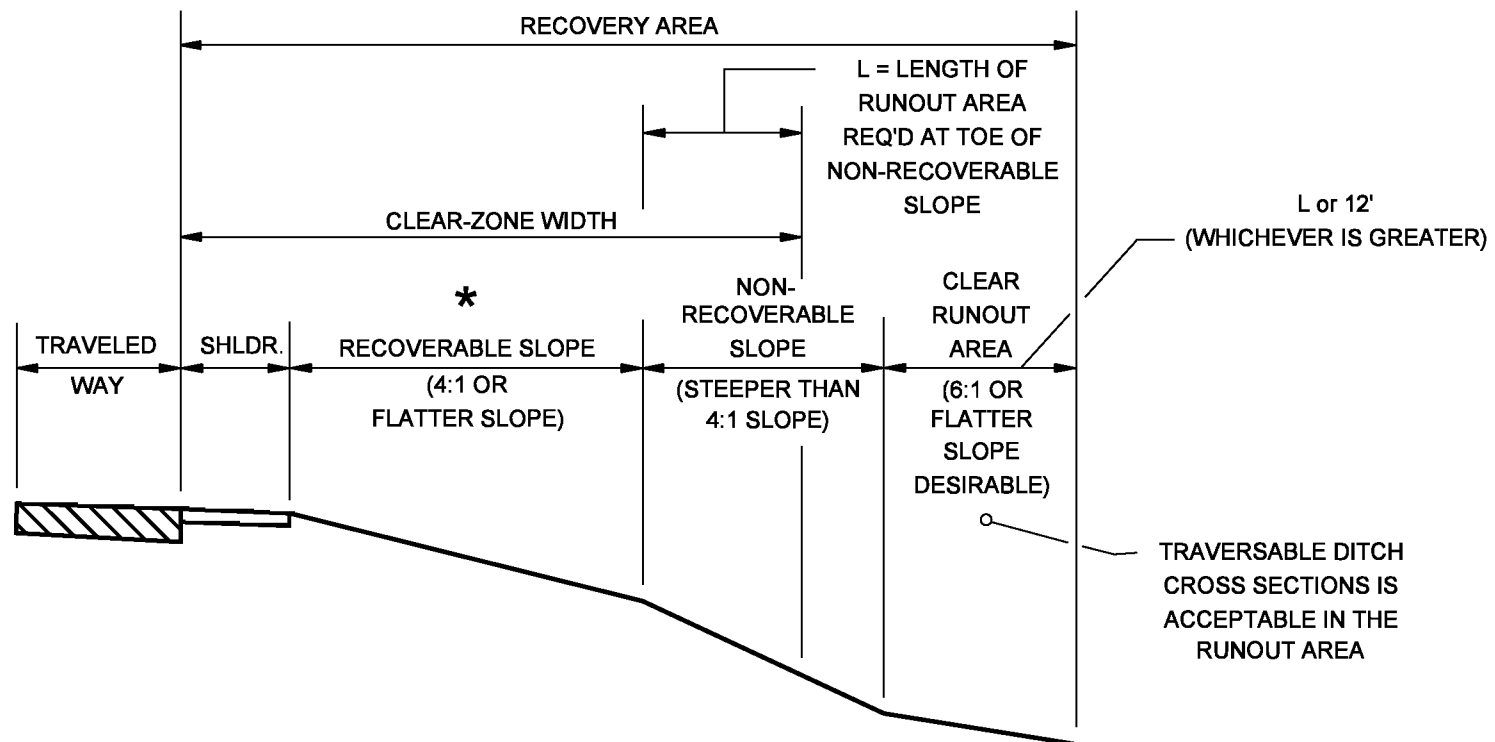 RECOVERY AREA
L = LENGTH OF
RUNOUT AREA
REQ'D AT TOE OF
NON-RECOVERABLE
SLOPE
CLEAR-ZONE WIDTH
L or 12'
(WHICHEVER IS GREATER)
*
TRAVELED
WAY
SHLDR.
RECOVERABLE SLOPE
(4:1 OR
FLATTER SLOPE)
NON-
RECOVERABLE
SLOPE
(STEEPER THAN
4:1 SLOPE)
CLEAR
RUNOUT
AREA
(6:1 OR
FLATTER
SLOPE
DESIRABLE)
TRAVERSABLE DITCH
CROSS SECTIONS IS
ACCEPTABLE IN THE
RUNOUT AREA